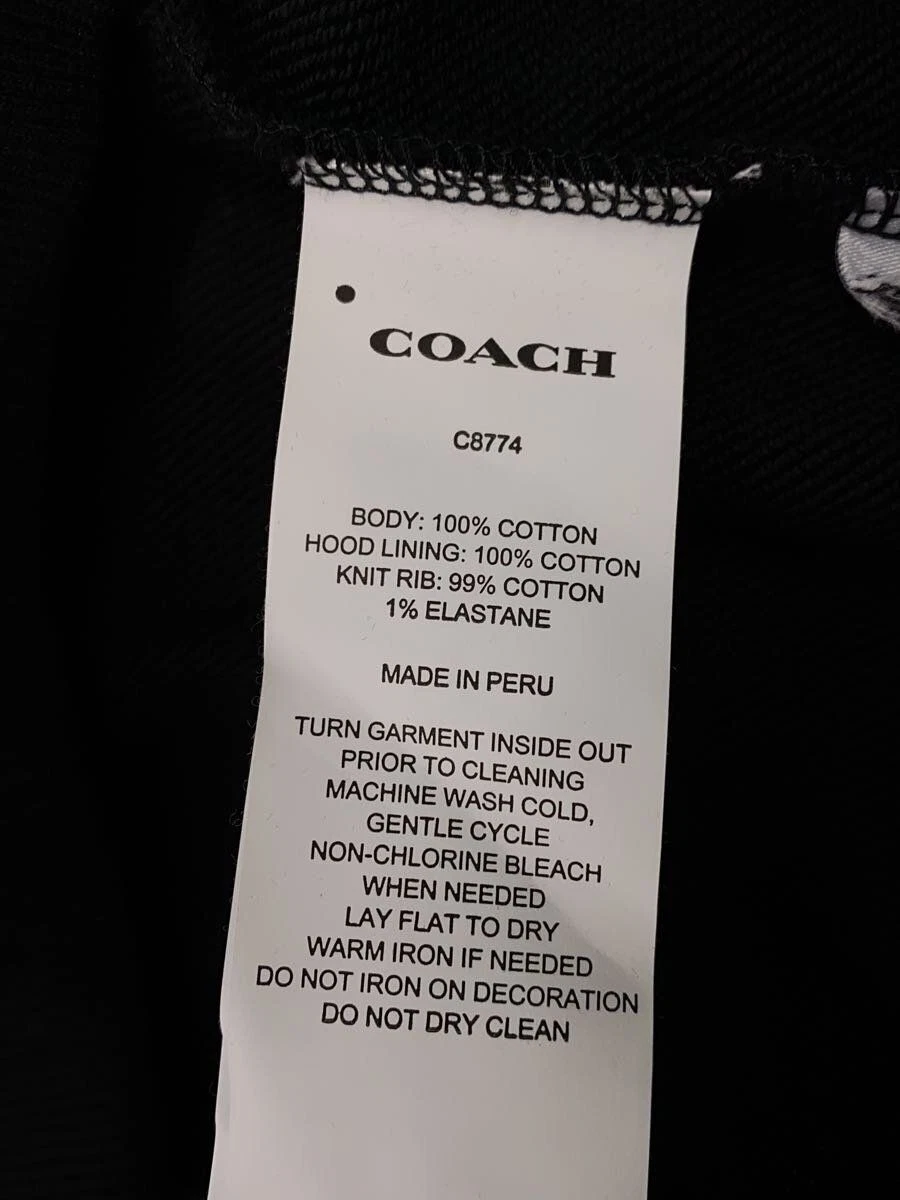 COACH
C8774
BODY: 100% COTTON
HOOD LINING: 100% COTTON
KNIT RIB: 99% COTTON
1% ELASTANE
MADE IN PERU
TURN GARMENT INSIDE OUT
PRIOR TO CLEANING
MACHINE WASH COLD,
GENTLE CYCLE
NON-CHLORINE BLEACH
WHEN NEEDED
LAY FLAT TO DRY
WARM IRON IF NEEDED
DO NOT IRON ON DECORATION
DO NOT DRY CLEAN